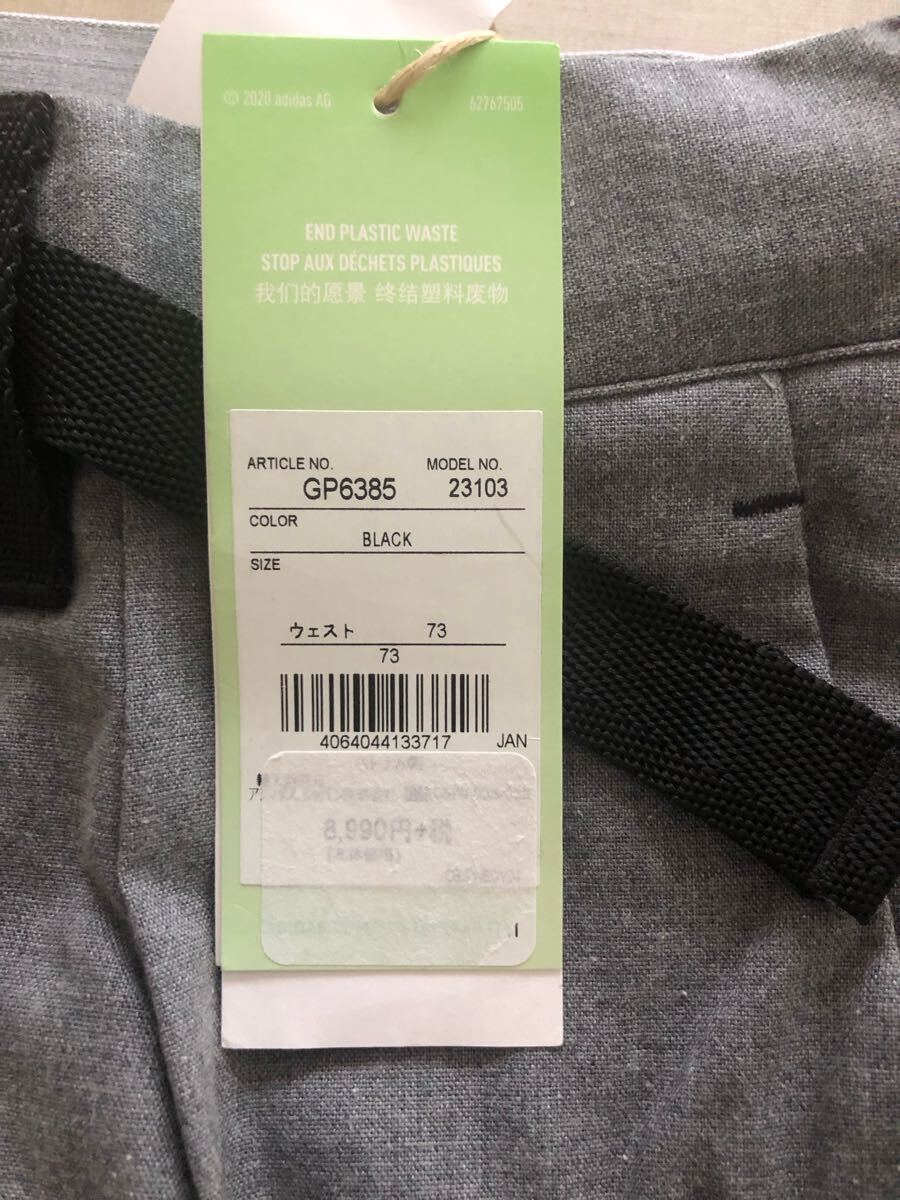 © 2020 adidas AG 62767505
END PLASTIC WASTE
STOP AUX DÉCHETS PLASTIQUES
我们的愿景 终结塑料废物
ARTICLE NO. MODEL NO.
GP6385 23103
COLOR
BLACK
SIZE
ウェスト 73
73
4064044133717 JAN
8,990円+税